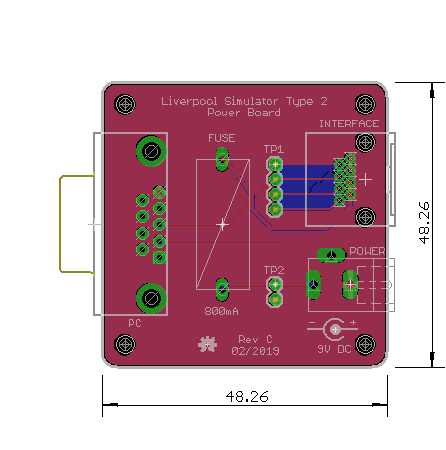 Liverpool Simulator Type 2
Power Board
INTERFACE
FUSE
TP1
48.26
POWER
TP2
800mA
PC
- +
Rev C
02/2019
9V DC
48.26